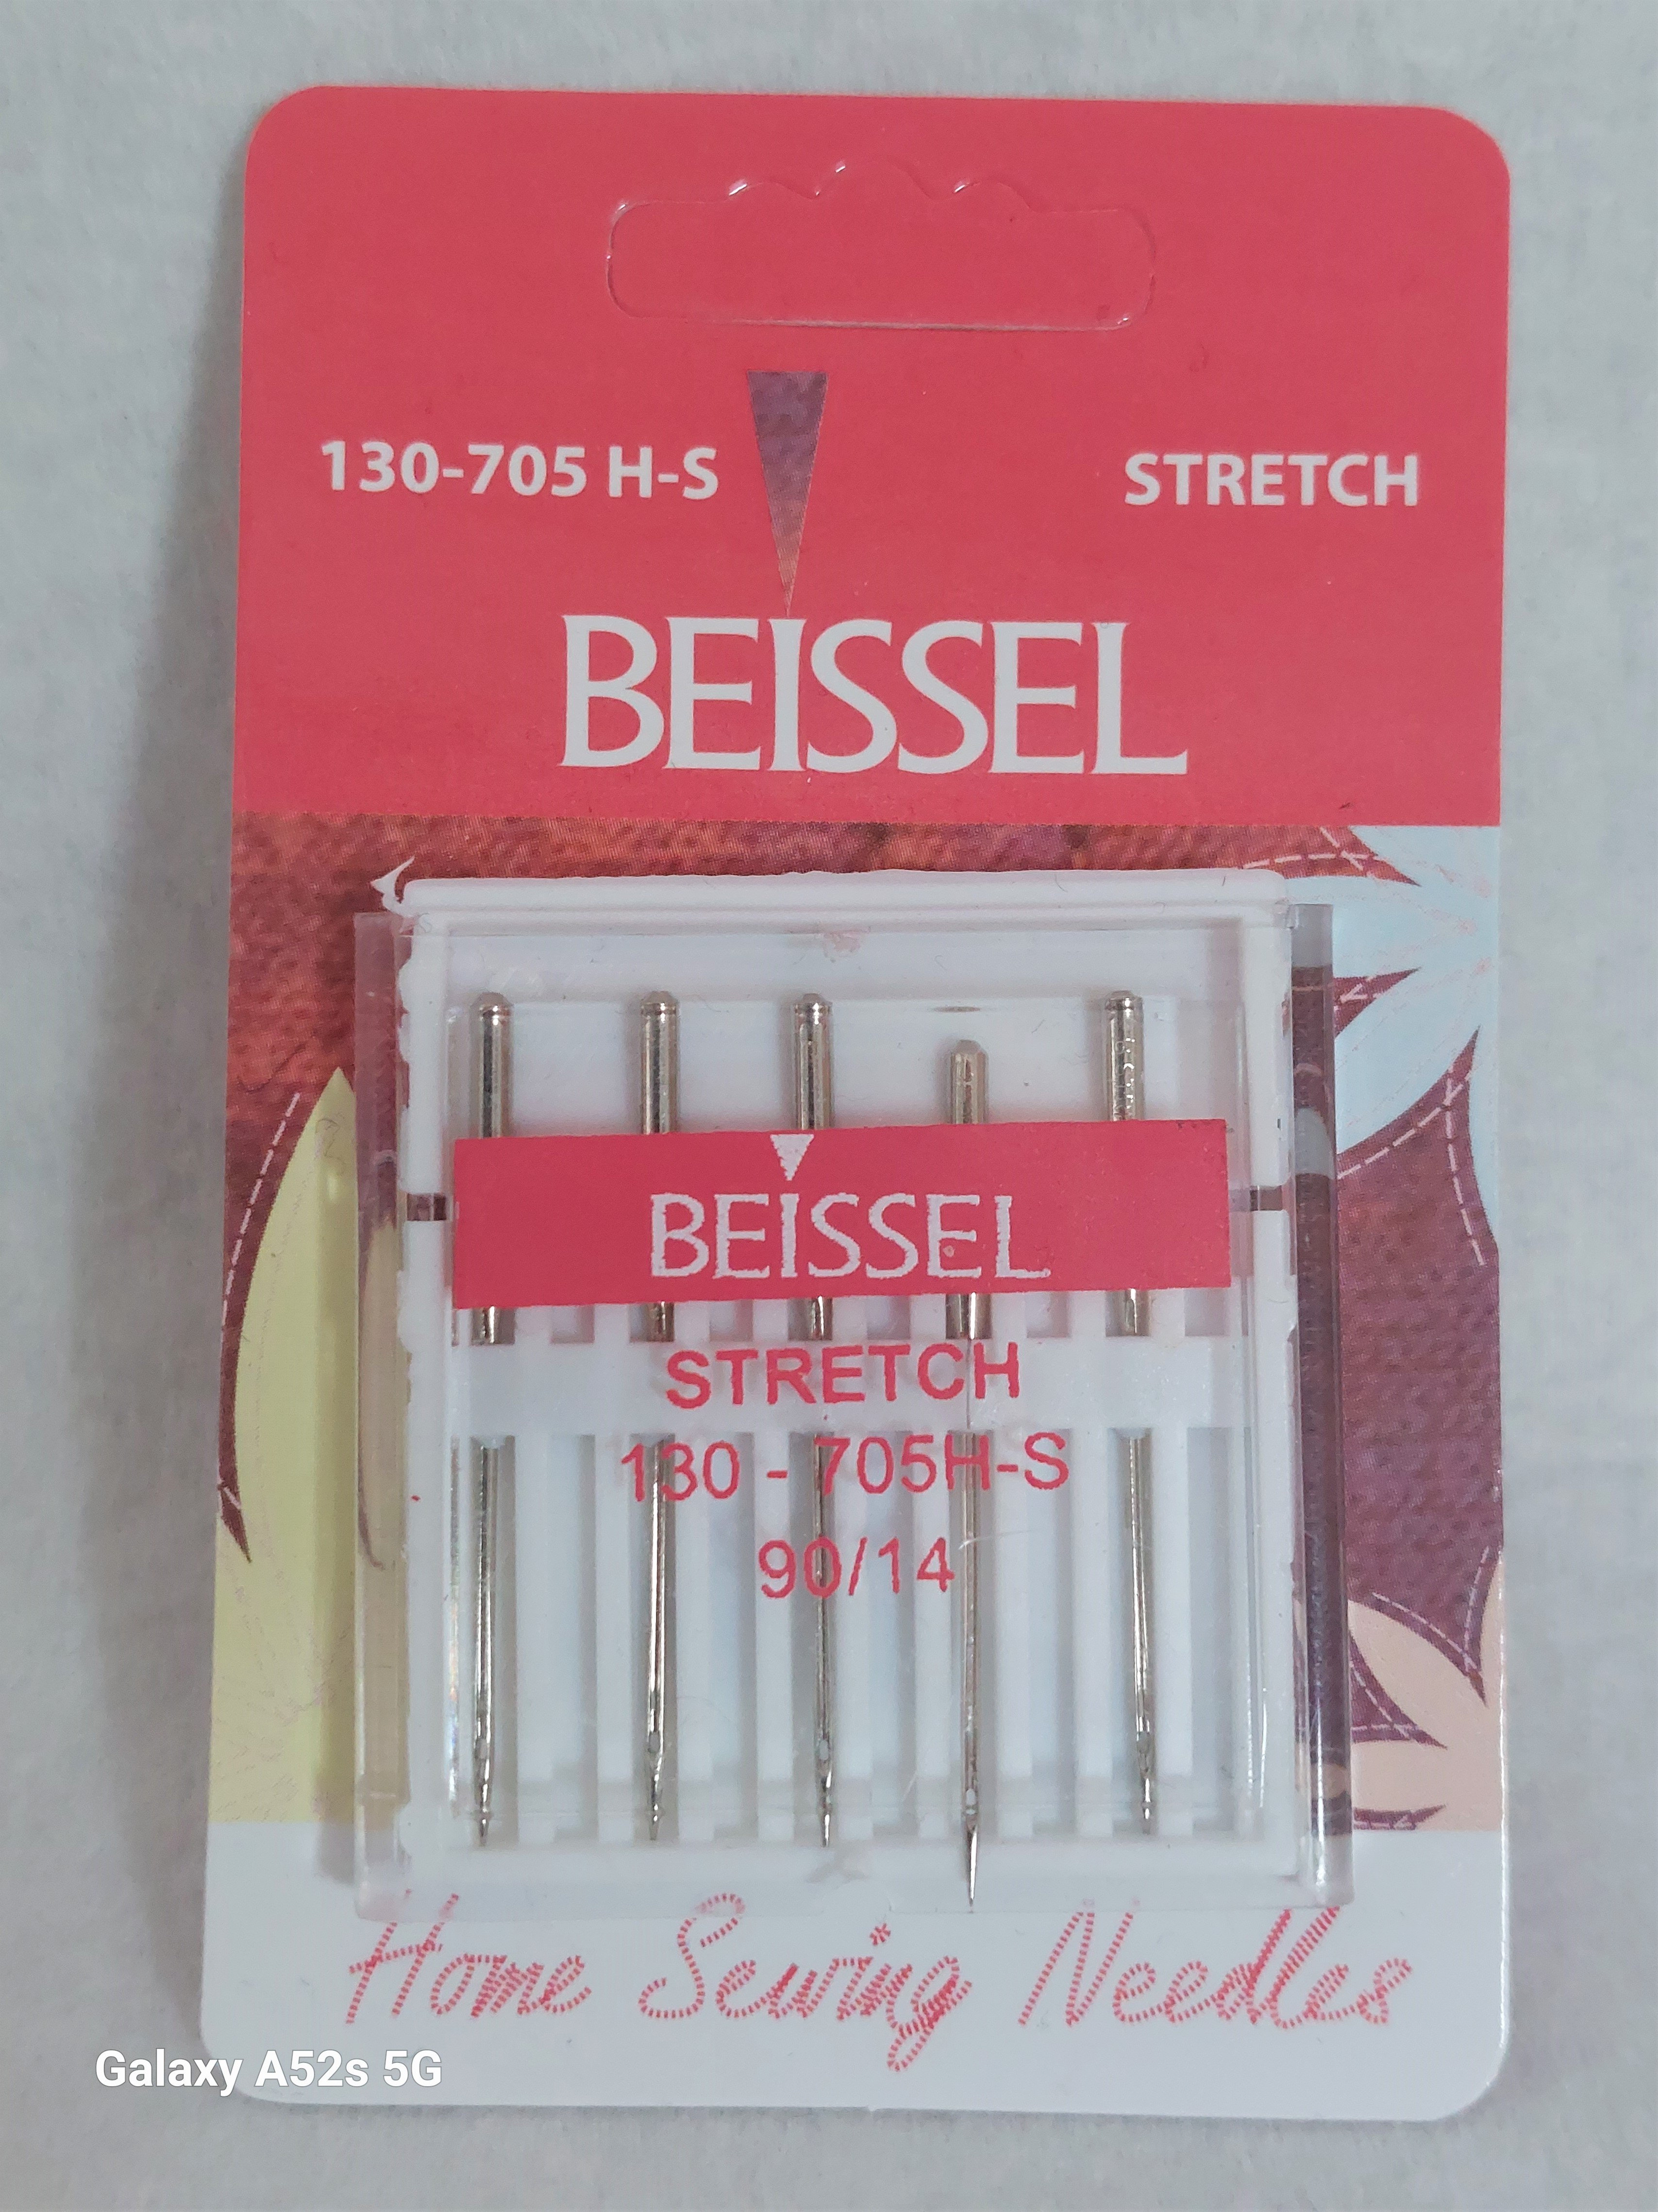 130-705 H-S STRETCH
BEISSEL
BEISSEL
STRETCH
130 - 705H-S
90/14
Home Sewing Needles
Galaxy A52s 5G